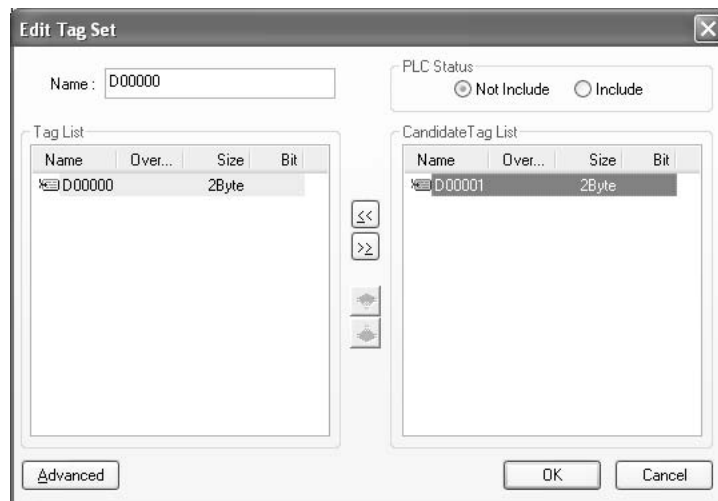 Edit Tag Set
Name : D00000
PLC Status
Not Include Include
Tag List
Name Over... Size Bit
D00000 2Byte
<<
>>
CandidateTag List
Name Over... Size Bit
D00001 2Byte
Advanced
OK Cancel